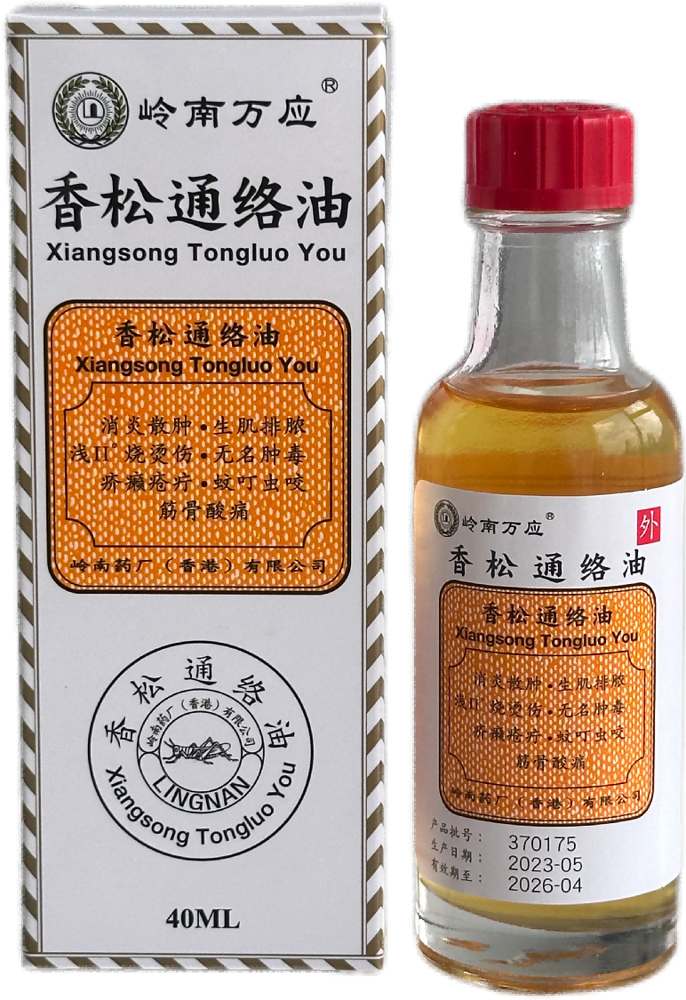 岭南万应®
香松通络油
Xiangsong Tongluo You
香松通络油
Xiangsong Tongluo You
消炎散肿·生肌排脓
浅II°烧烫伤·无名肿毒
疥癞疮疔·蚊叮虫咬
筋骨酸痛
岭南药厂（香港）有限公司
香松通络油
岭南药厂（香港）有限公司
LINGNAN
Xiangsong Tongluo You
40ML
岭南万应®
外
香松通络油
香松通络油
Xiangsong Tongluo You
消炎散肿·生肌排脓
浅II°烧烫伤·无名肿毒
疥癞疮疔·蚊叮虫咬
筋骨酸痛
岭南药厂（香港）有限公司
产品批号： 370175
生产日期： 2023-05
有效期至： 2026-04